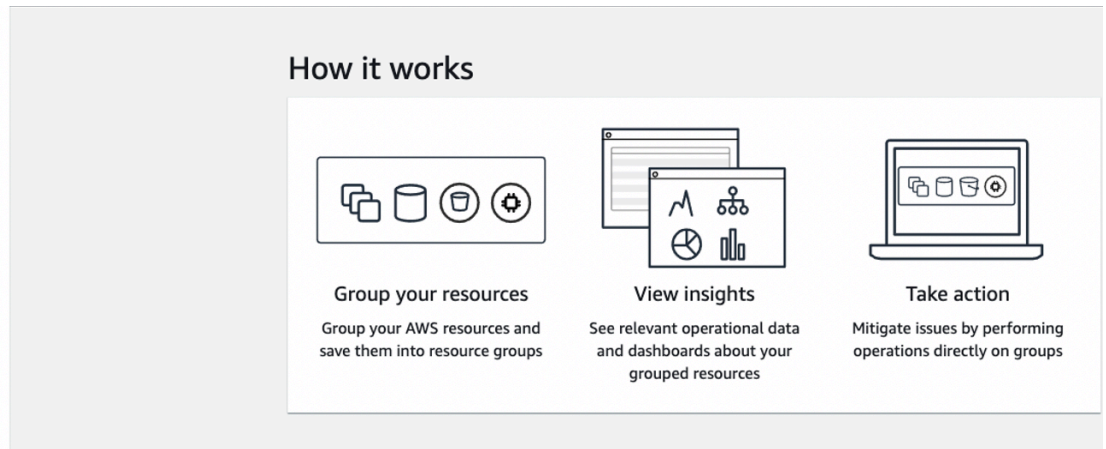 How it works
Group your resources
Group your AWS resources and
save them into resource groups
View insights
See relevant operational data
and dashboards about your
grouped resources
Take action
Mitigate issues by performing
operations directly on groups